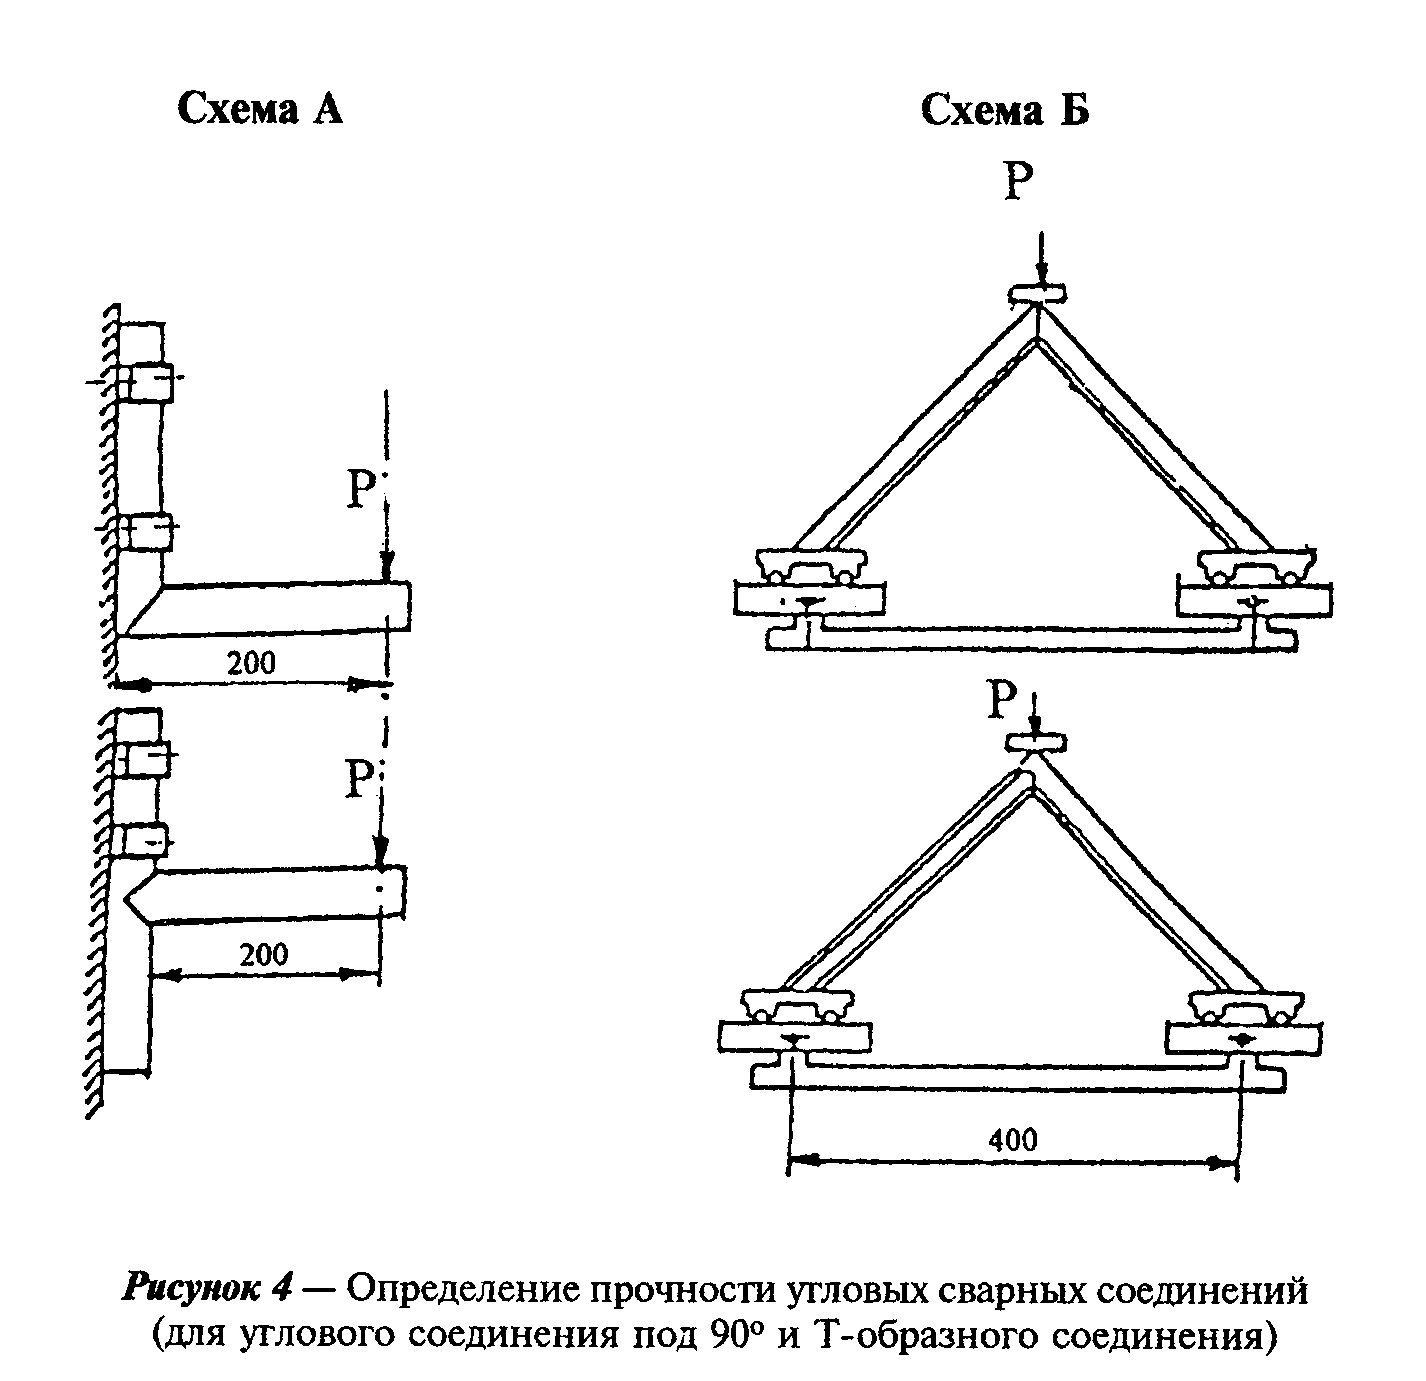 Схема А
Схема Б
P
P
200
P
P
200
400
Рисунок 4 — Определение прочности угловых сварных соединений
(для углового соединения под 90° и Т-образного соединения)